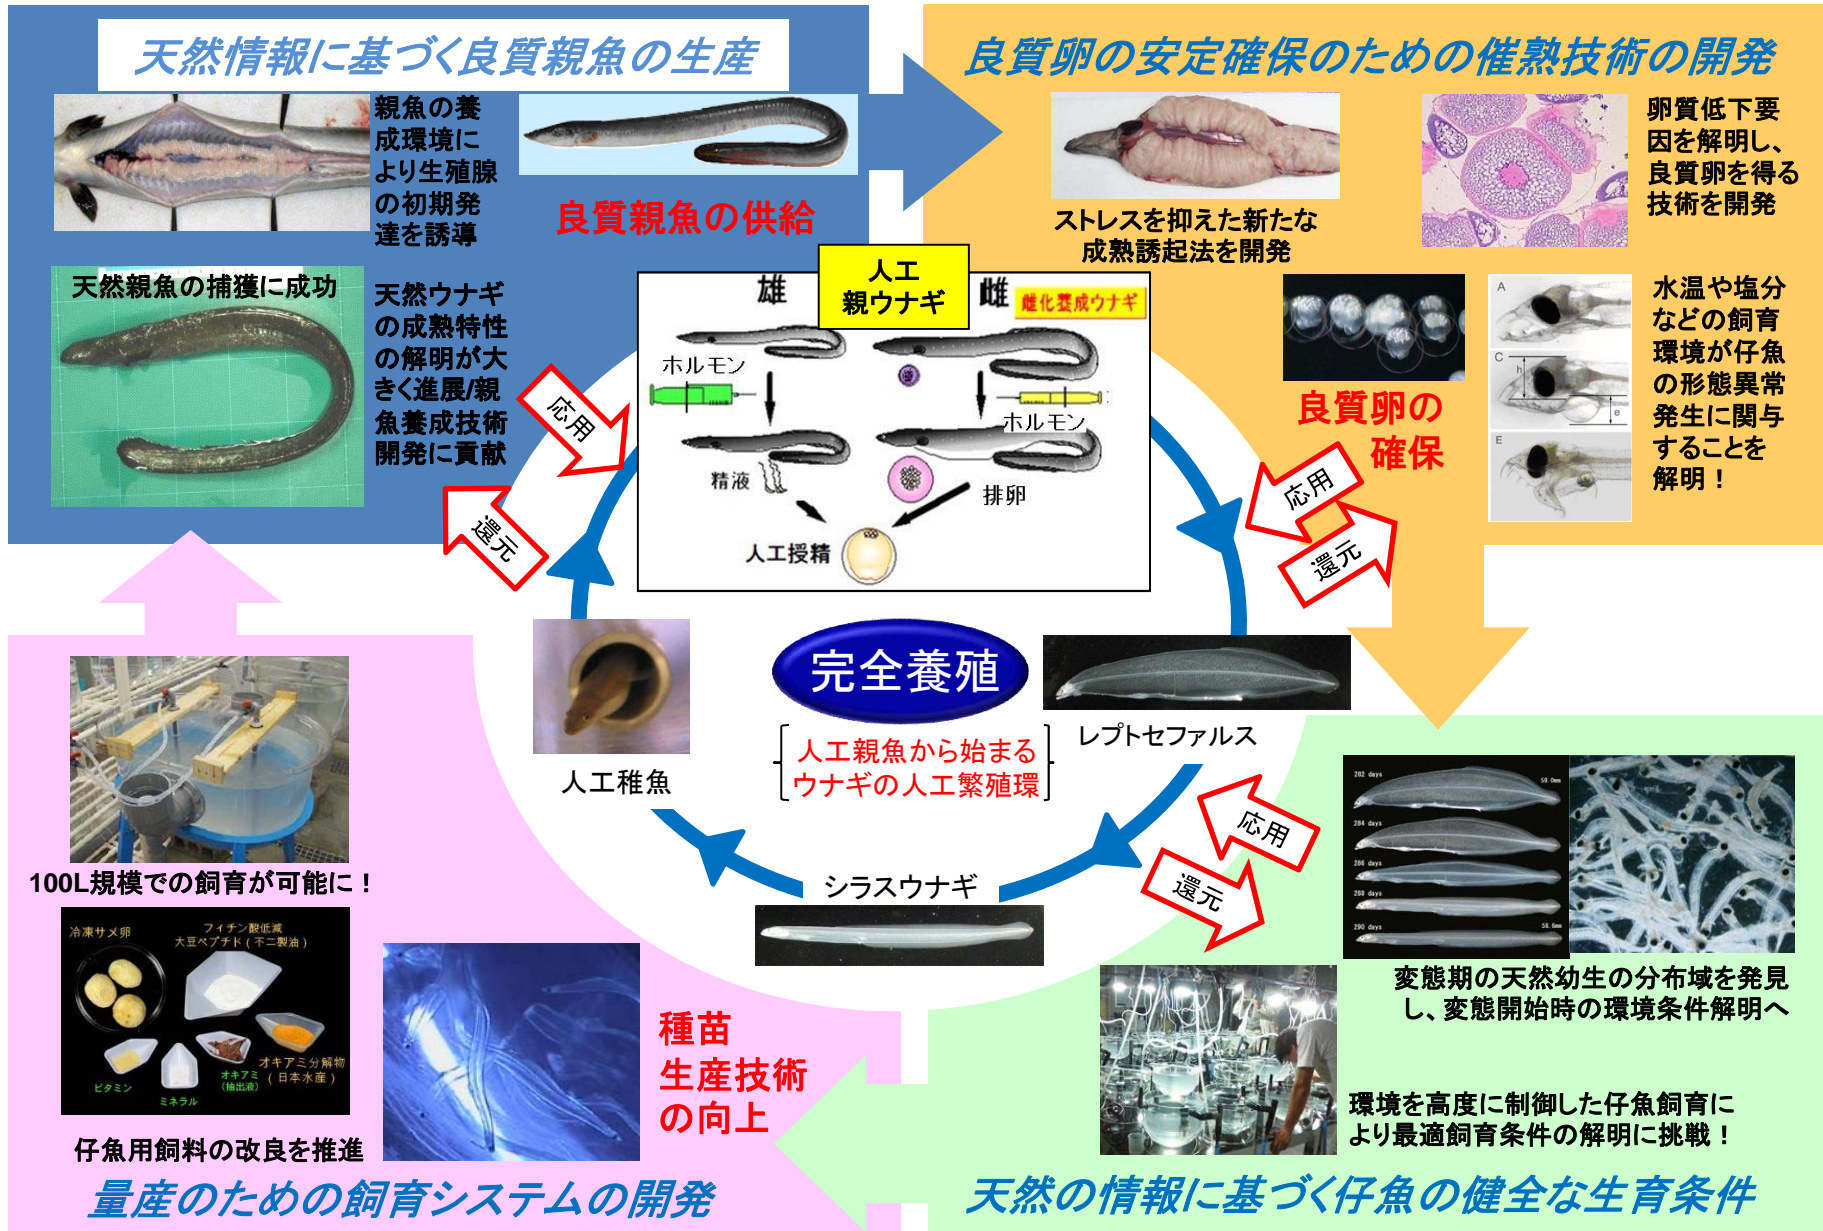 天然情報に基づく良質親魚の生産
親魚の養
成環境に
より生殖腺
の初期発
達を誘導
良質親魚の供給
天然親魚の捕獲に成功
天然ウナギ
の成熟特性
の解明が大
きく進展/親
魚養成技術
開発に貢献
応用
還元
良質卵の安定確保のための催熟技術の開発
ストレスを抑えた新たな
成熟誘起法を開発
卵質低下要
因を解明し、
良質卵を得る
技術を開発
良質卵の
確保
A
C
h
e
E
水温や塩分
などの飼育
環境が仔魚
の形態異常
発生に関与
することを
解明！
応用
還元
人工
親ウナギ
雄
雌
雌化養成ウナギ
ホルモン
ホルモン
精液
排卵
人工授精
完全養殖
人工親魚から始まる
ウナギの人工繁殖環
レプトセファルス
人工稚魚
シラスウナギ
応用
還元
282 days
59.0mm
284 days
286 days
288 days
290 days
58.6mm
変態期の天然幼生の分布域を発見
し、変態開始時の環境条件解明へ
環境を高度に制御した仔魚飼育に
より最適飼育条件の解明に挑戦！
天然の情報に基づく仔魚の健全な生育条件
100L規模での飼育が可能に！
冷凍サメ卵
フィチン酸低減
大豆ペプチド（不二製油）
オキアミ分解物
（日本水産）
オキアミ
（抽出液）
ビタミン
ミネラル
仔魚用飼料の改良を推進
種苗
生産技術
の向上
量産のための飼育システムの開発